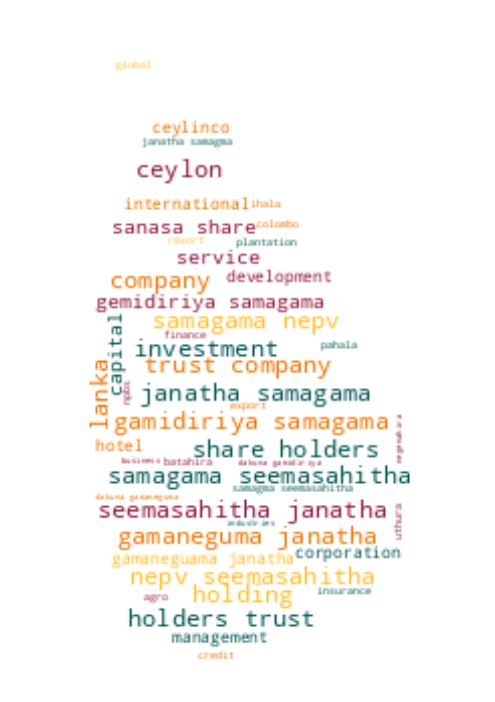 global
ceylinco
janatha samagma
ceylon
international ihala
sanasa share colombo
resort plantation
service
company development
gemidiriya samagama
samagama nepv
capital
finance
investment pahala
trust company
lanka
npbs
janatha samagama
export
gamidiriya samagama
hotel share holders
business batahira dakuna gamidiriya
samagama seemasahitha
samagma seemasahitha
dakuna gamaneguma
seemasahitha janatha
uthura
industries
gamaneguma janatha
gamaneguama janatha corporation
nepv seemasahitha
agro holding insurance
holders trust
management
credit